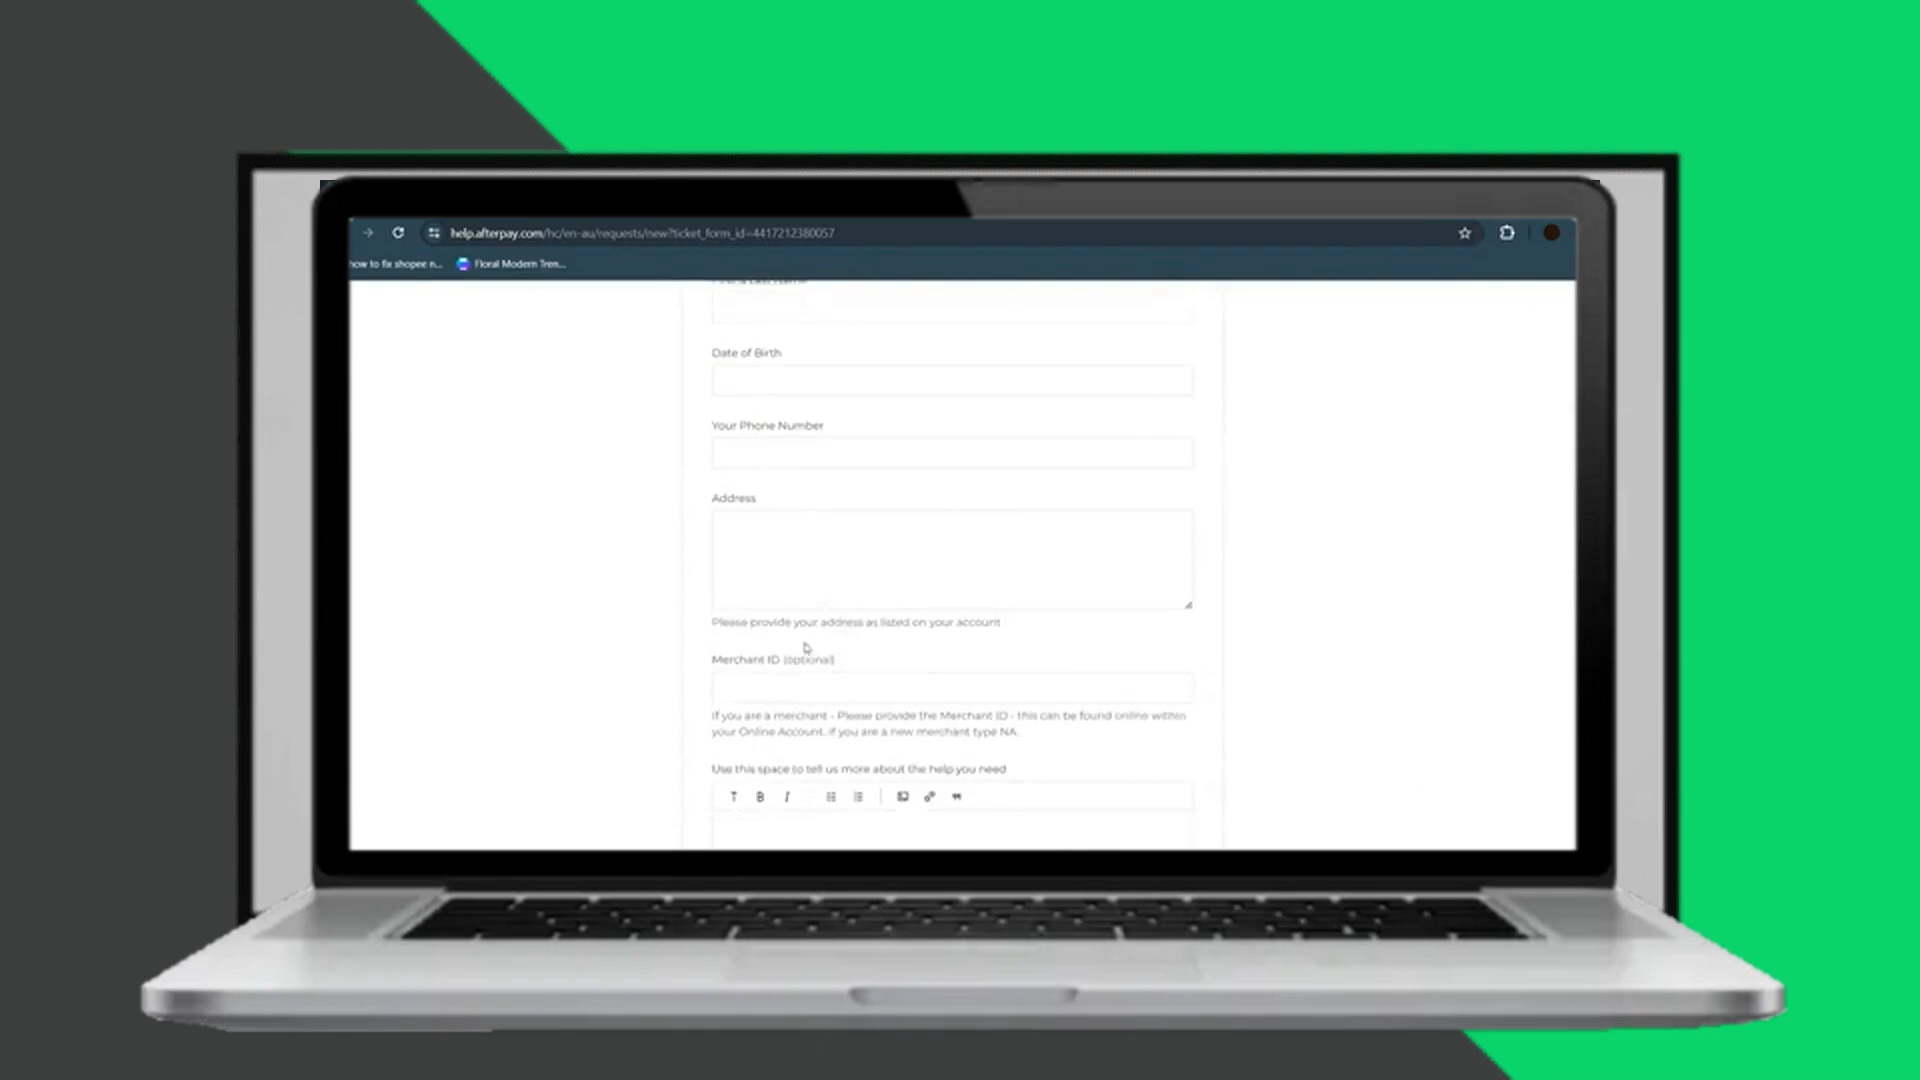 help.afterpay.com/hc/en-au/requests/new?ticket_form_id=4417212380057
how to fix shopee n...
Floral Modern Tren...
First & Last Name
Date of Birth
Your Phone Number
Address
Please provide your address as listed on your account
Merchant ID (optional)
If you are a merchant - Please provide the Merchant ID - this can be found online within
your Online Account. If you are a new merchant type NA.
Use this space to tell us more about the help you need
T B I